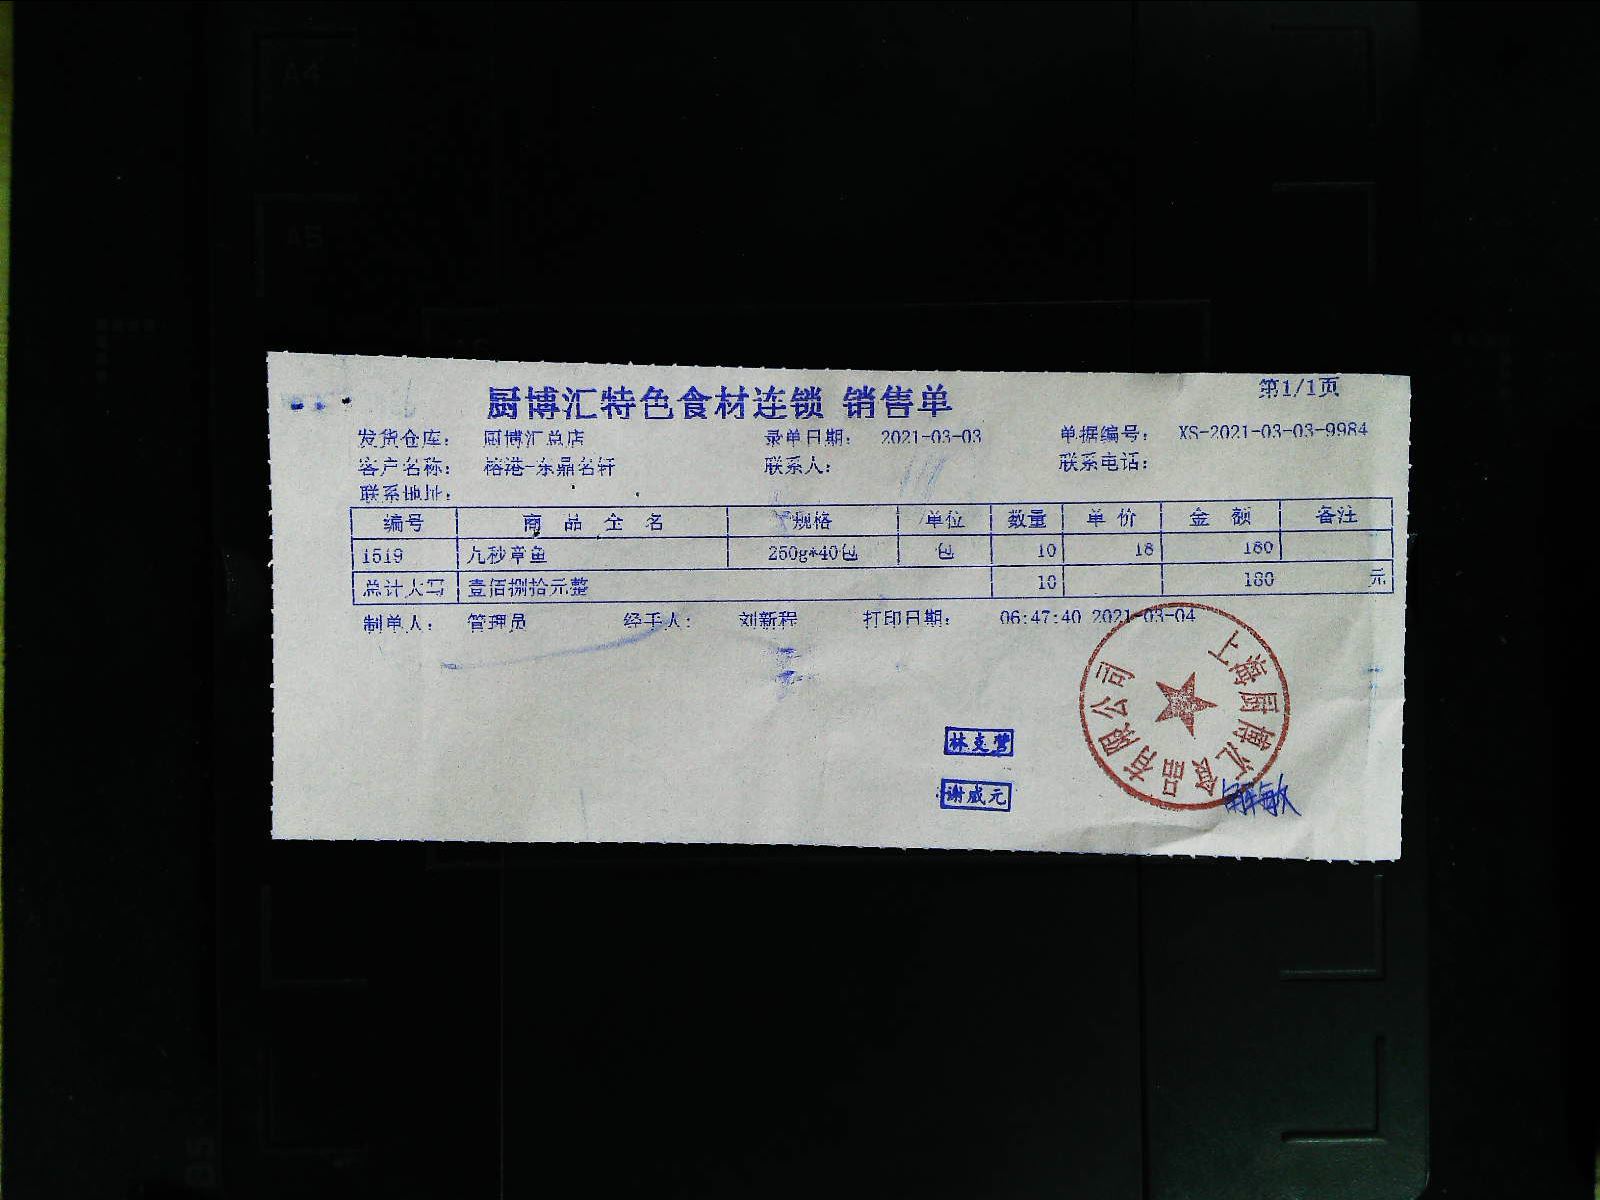 A4
A5
第1/1页
厨博汇特色食材连锁 销售单
发货仓库： 厨博汇总店 录单日期： 2021-03-03 单据编号： XS-2021-03-03-9984
客户名称： 榕港-东鼎名轩 联系人： 联系电话：
联系地址：
编号 商 品 全 名 规格 单位 数量 单 价 金 额 备注
1519 九秒章鱼 250g*40包 包 10 18 180
总计大写 壹佰捌拾元整 10 180 元
制单人： 管理员 经手人： 刘新程 打印日期： 06:47:40 2021-03-04
上海厨博汇食品有限公司
谢成元